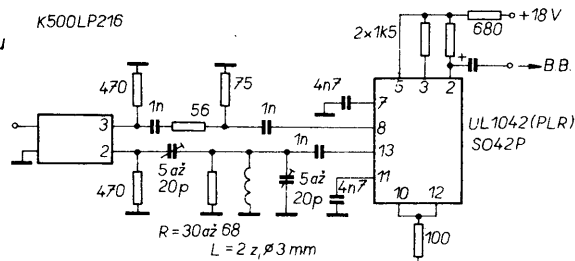 K500LP216
u
+18 V
680
2×1k5
+
B.B.
470
75
4n7
5
3
2
7
1n
56
1n
3
8
UL1042(PLR)
SO42P
2
1n
13
5 až
20p
5 až
20p
11
4n7
10
12
470
R = 30 až 68
L = 2 z, ϕ 3 mm
100